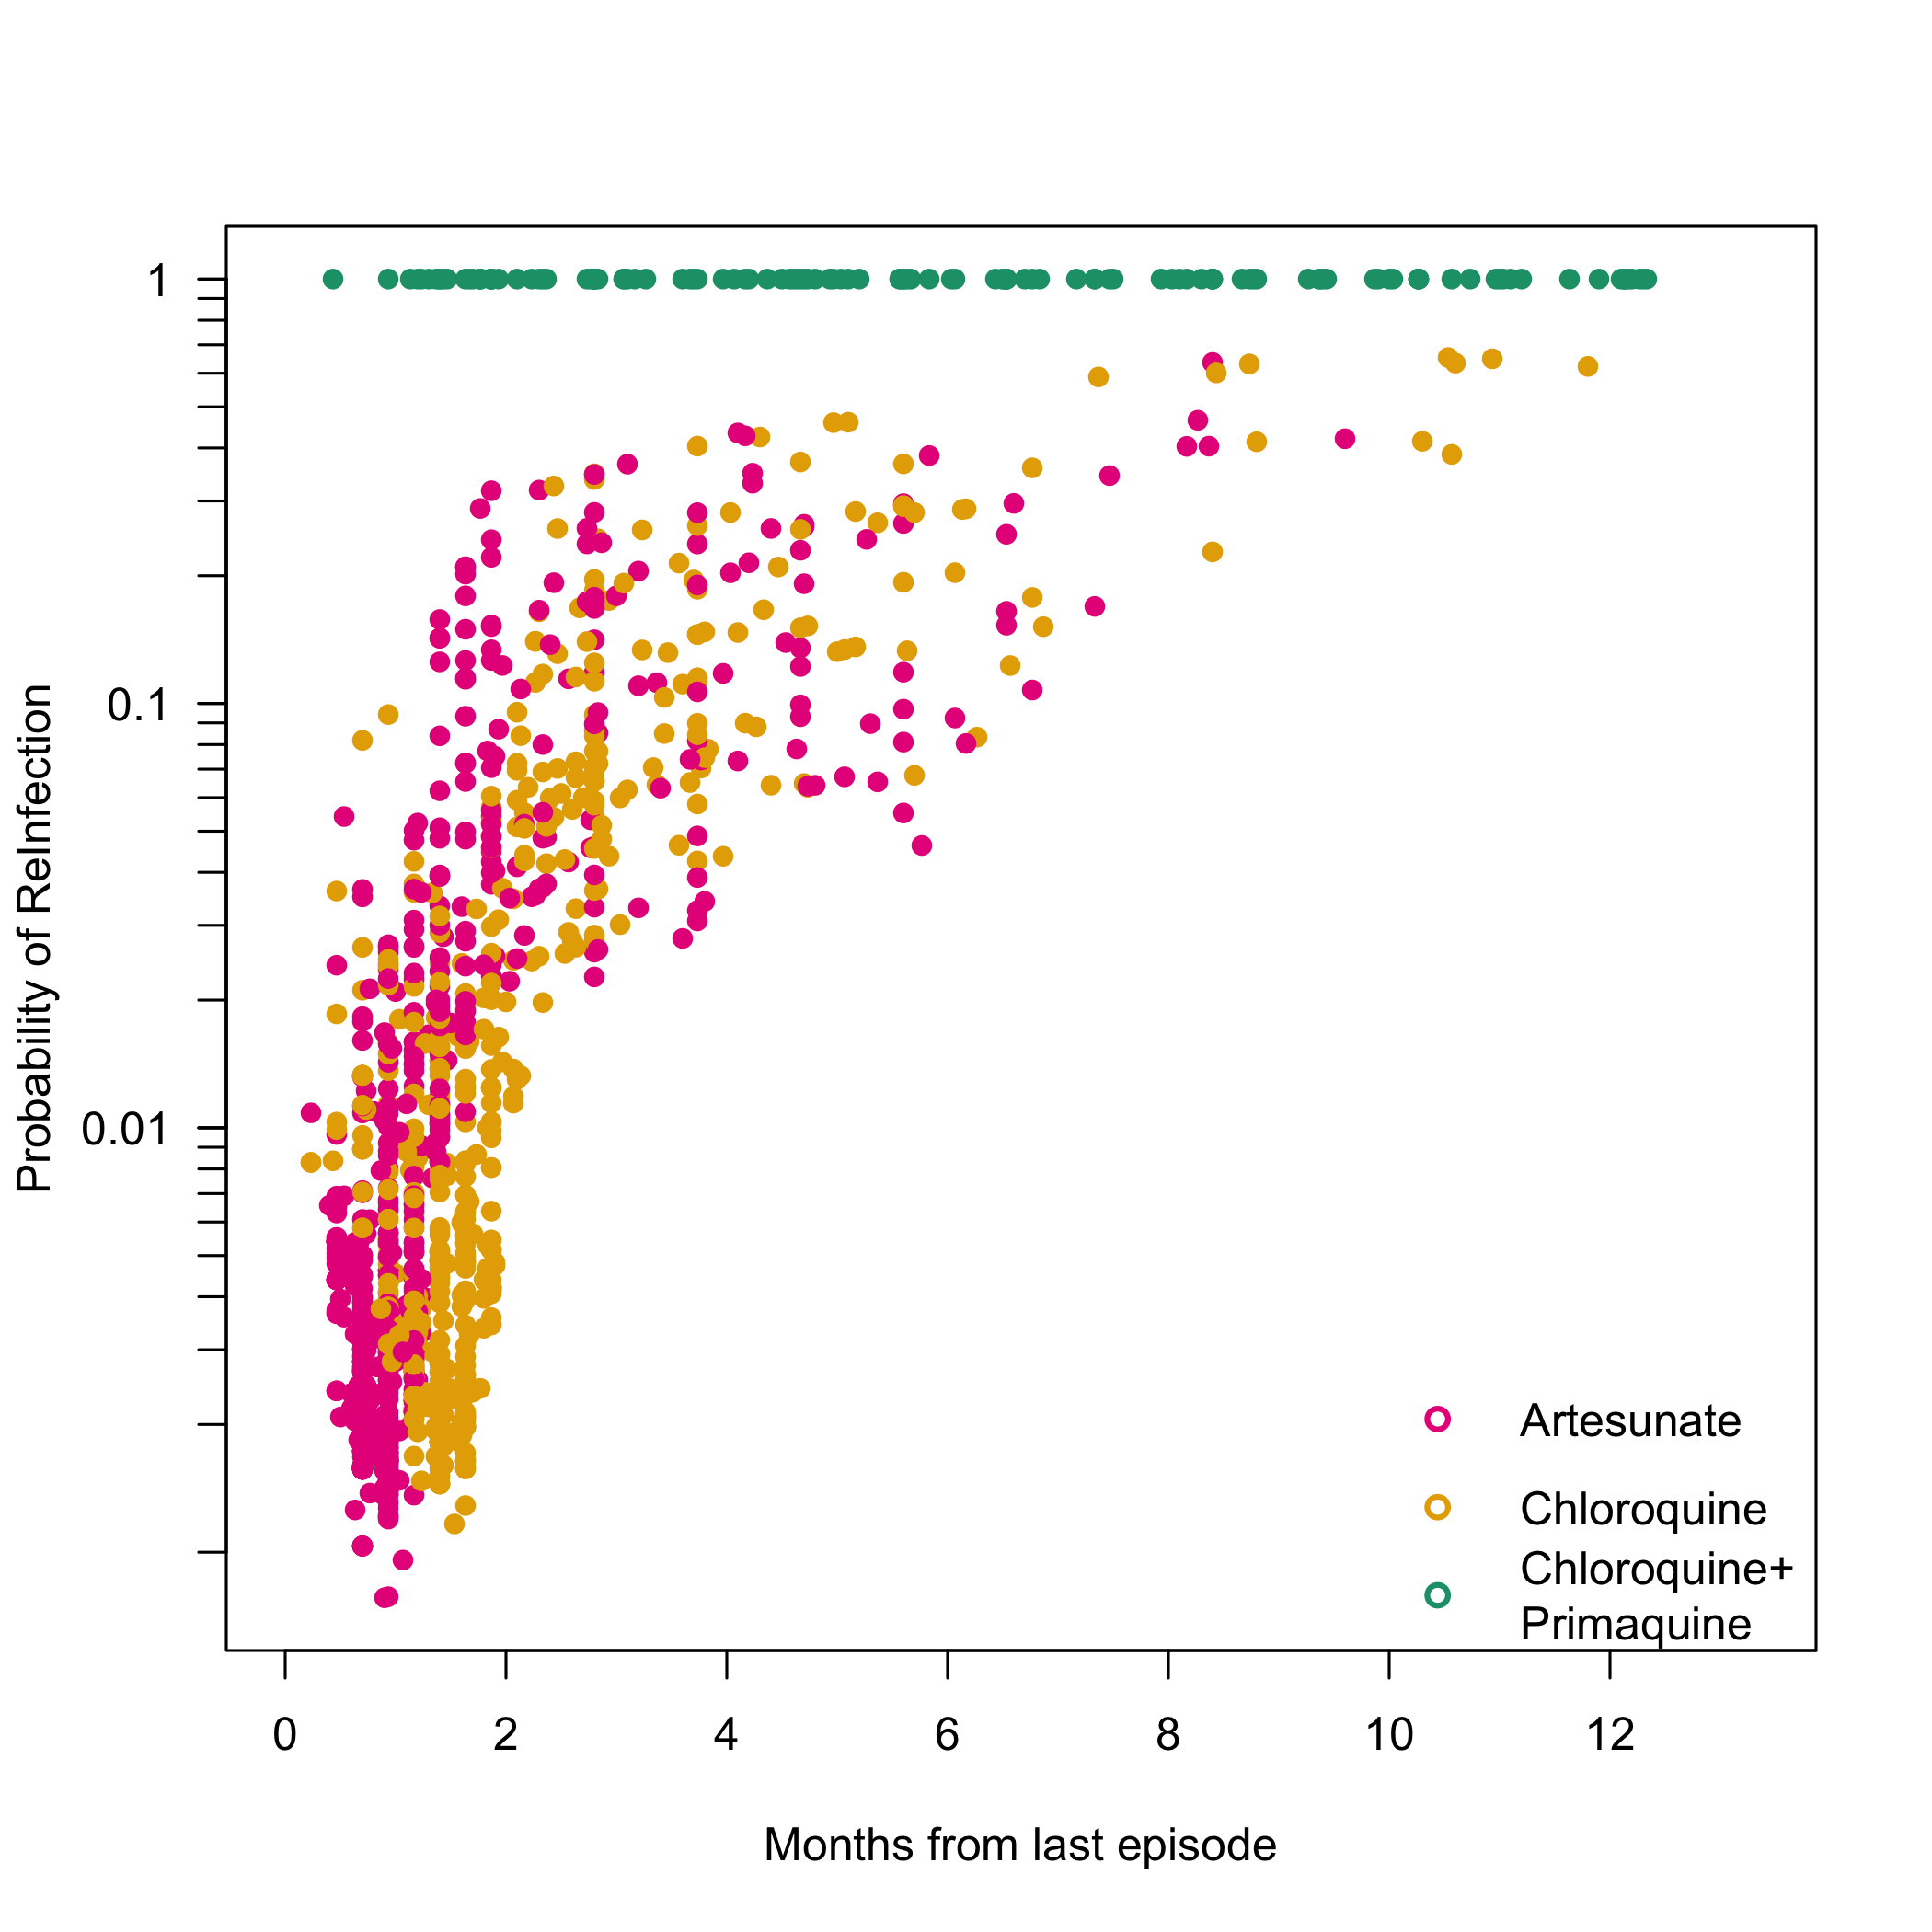 1
0.1
0.01
Probability of ReInfection
Artesunate
Chloroquine
Chloroquine+
Primaquine
0 2 4 6 8 10 12
Months from last episode